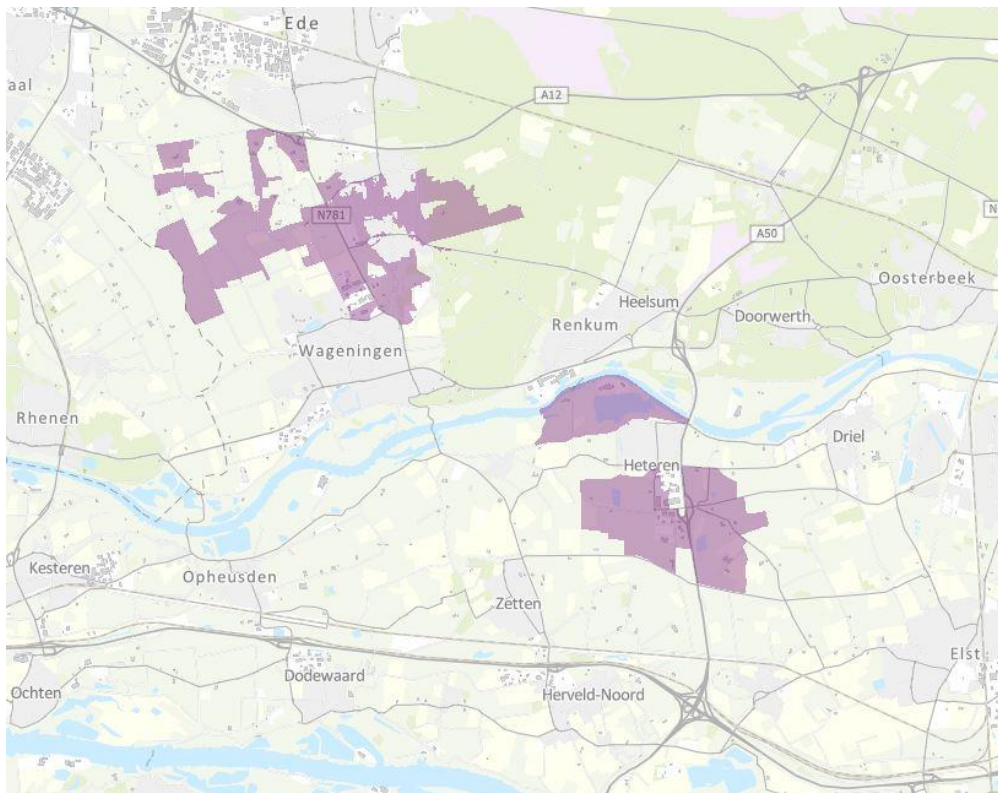 Ede
aal
A12
N781
N
A50
Oosterbeek
Heelsum
Doorwerth
Renkum
Wageningen
Rhenen
Driel
Heteren
Kesteren
Opheusden
Zetten
Elst
Dodewaard
Ochten
Herveld-Noord